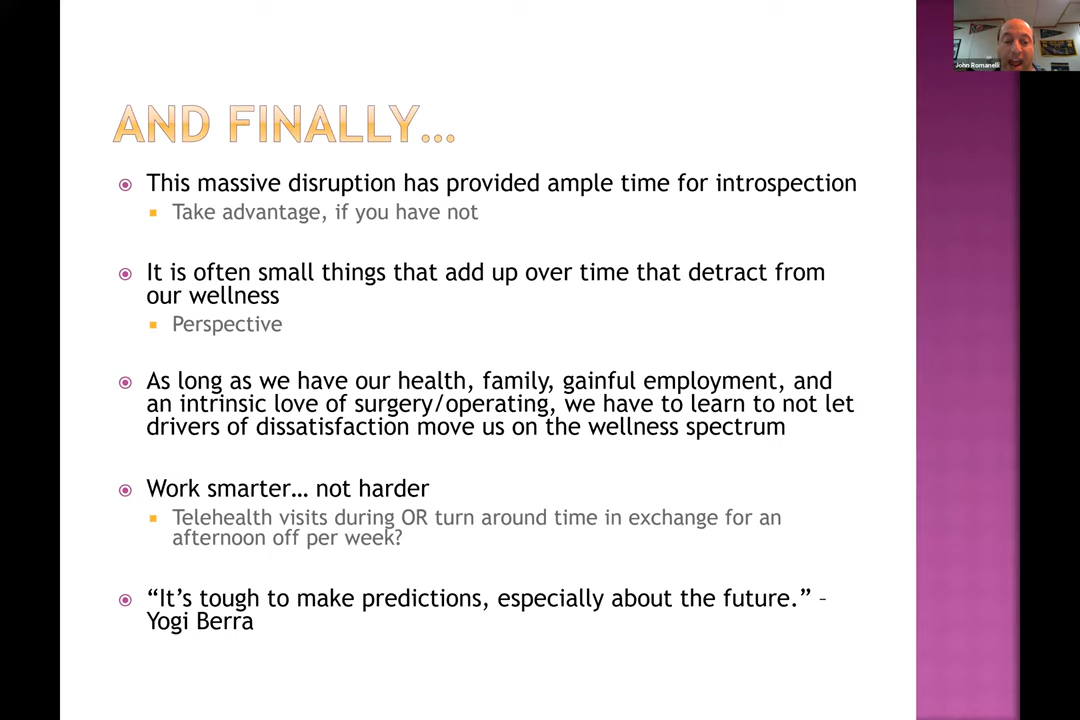 John Romanelli
AND FINALLY…
This massive disruption has provided ample time for introspection
Take advantage, if you have not
It is often small things that add up over time that detract from
our wellness
Perspective
As long as we have our health, family, gainful employment, and
an intrinsic love of surgery/operating, we have to learn to not let
drivers of dissatisfaction move us on the wellness spectrum
Work smarter… not harder
Telehealth visits during OR turn around time in exchange for an
afternoon off per week?
“It’s tough to make predictions, especially about the future.” –
Yogi Berra